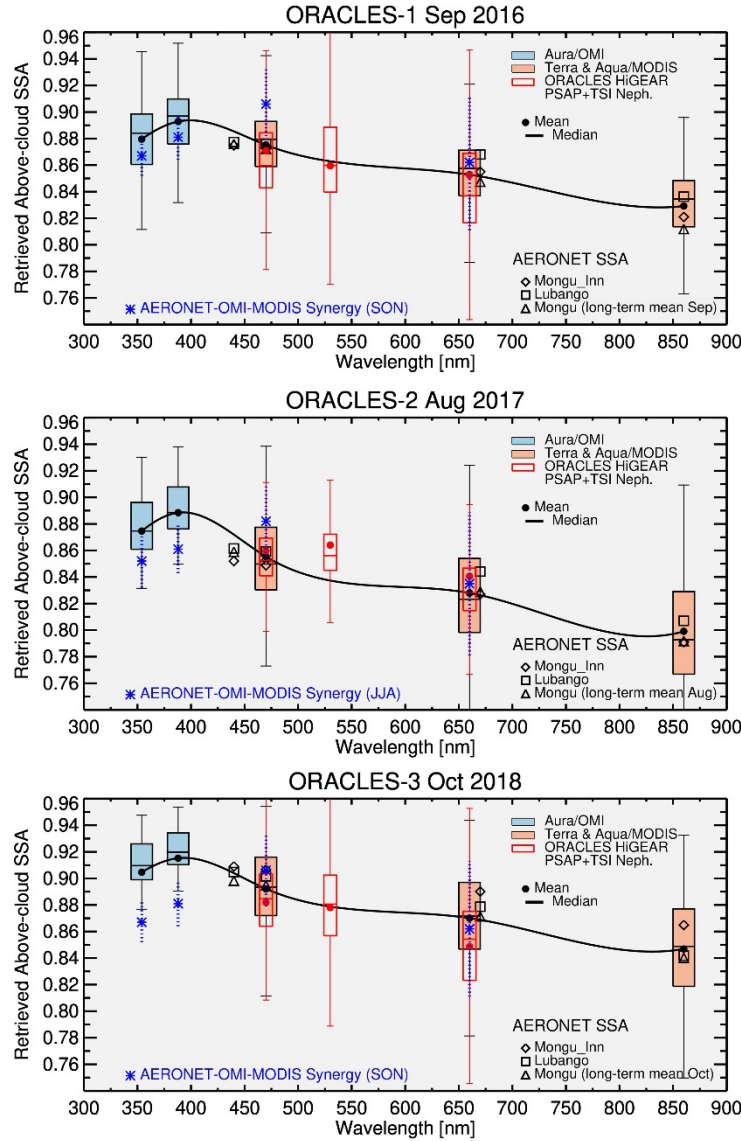 ORACLES-1 Sep 2016
Retrieved Above-cloud SSA
0.96
0.94
0.92
0.90
0.88
0.86
0.84
0.82
0.80
0.78
0.76
Aura/OMI
Terra & Aqua/MODIS
ORACLES HiGEAR
PSAP+TSI Neph.
Mean
Median
AERONET SSA
Mongu_Inn
Lubango
Mongu (long-term mean Sep)
AERONET-OMI-MODIS Synergy (SON)
300 350 400 450 500 550 600 650 700 750 800 850 900
Wavelength [nm]
ORACLES-2 Aug 2017
Retrieved Above-cloud SSA
0.96
0.94
0.92
0.90
0.88
0.86
0.84
0.82
0.80
0.78
0.76
Aura/OMI
Terra & Aqua/MODIS
ORACLES HiGEAR
PSAP+TSI Neph.
Mean
Median
AERONET SSA
Mongu_Inn
Lubango
Mongu (long-term mean Aug)
AERONET-OMI-MODIS Synergy (JJA)
300 350 400 450 500 550 600 650 700 750 800 850 900
Wavelength [nm]
ORACLES-3 Oct 2018
Retrieved Above-cloud SSA
0.96
0.94
0.92
0.90
0.88
0.86
0.84
0.82
0.80
0.78
0.76
Aura/OMI
Terra & Aqua/MODIS
ORACLES HiGEAR
PSAP+TSI Neph.
Mean
Median
AERONET SSA
Mongu_Inn
Lubango
Mongu (long-term mean Oct)
AERONET-OMI-MODIS Synergy (SON)
300 350 400 450 500 550 600 650 700 750 800 850 900
Wavelength [nm]